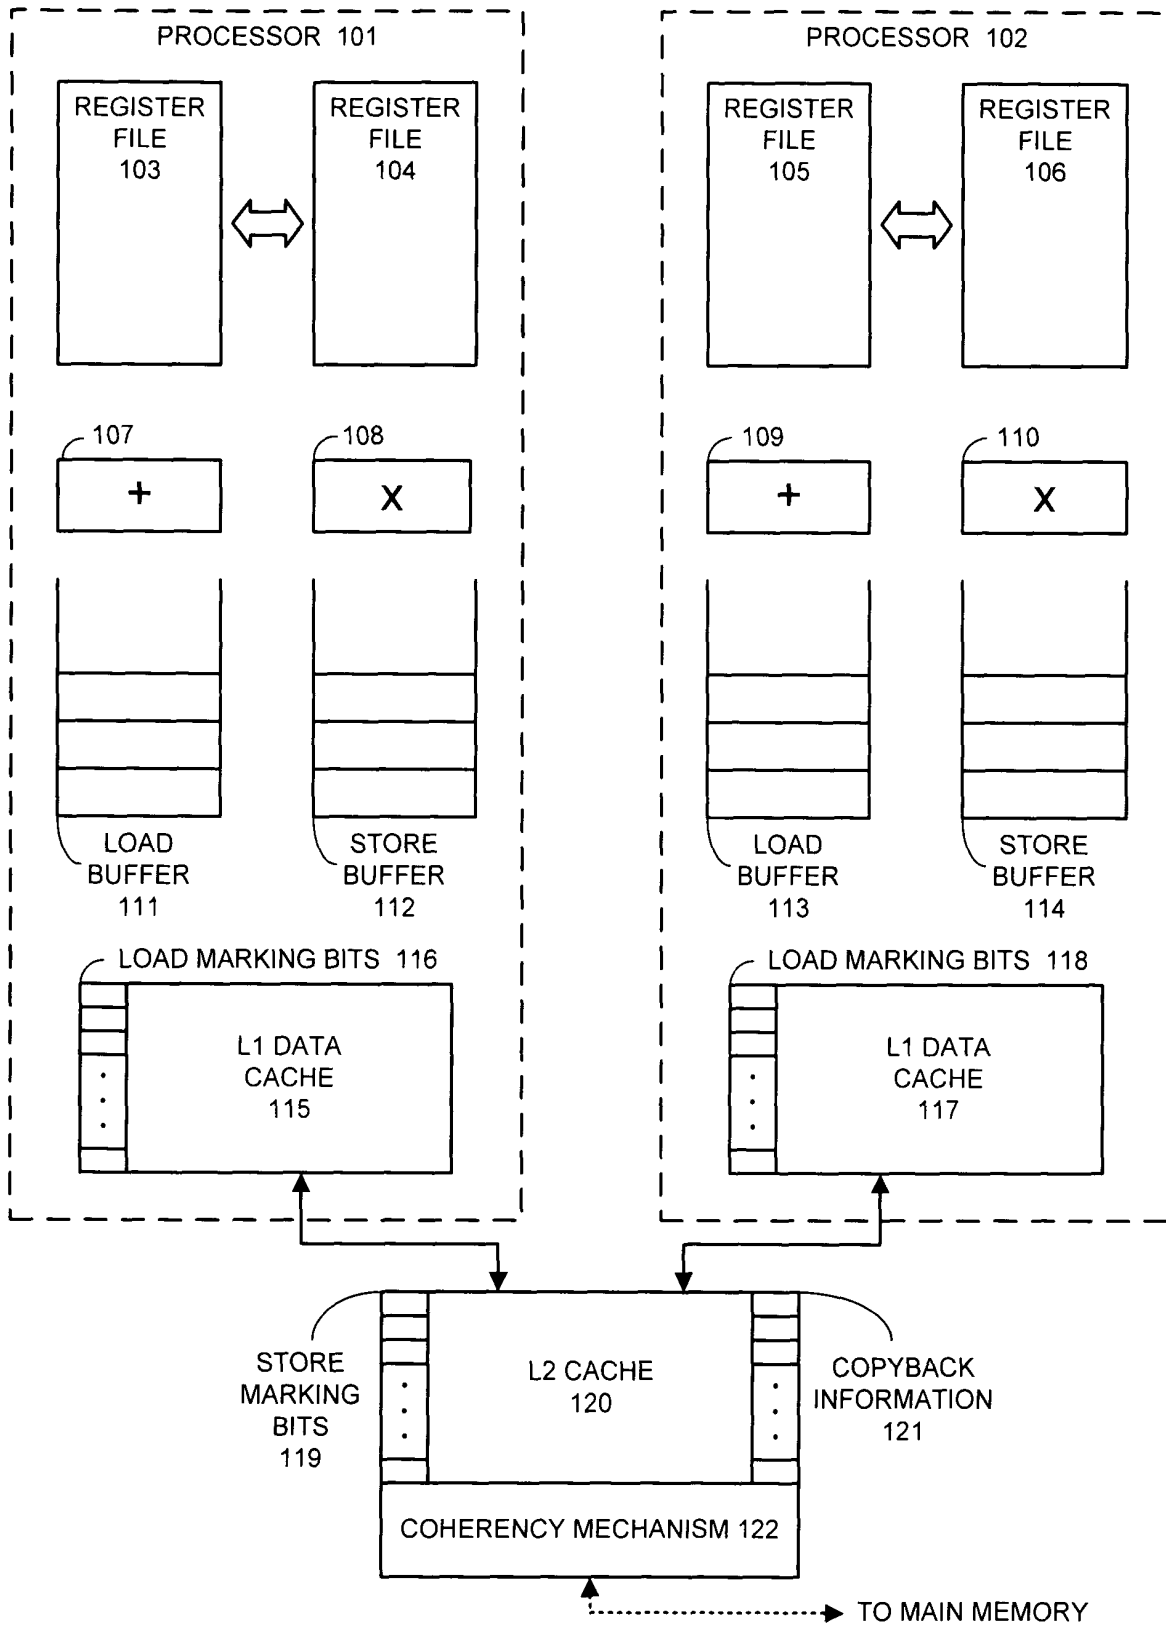 PROCESSOR 101
REGISTER
FILE
103
REGISTER
FILE
104
107
+
108
X
LOAD
BUFFER
111
STORE
BUFFER
112
LOAD MARKING BITS 116
L1 DATA
CACHE
115
PROCESSOR 102
REGISTER
FILE
105
REGISTER
FILE
106
109
+
110
X
LOAD
BUFFER
113
STORE
BUFFER
114
LOAD MARKING BITS 118
L1 DATA
CACHE
117
STORE
MARKING
BITS
119
L2 CACHE
120
COPYBACK
INFORMATION
121
COHERENCY MECHANISM 122
TO MAIN MEMORY